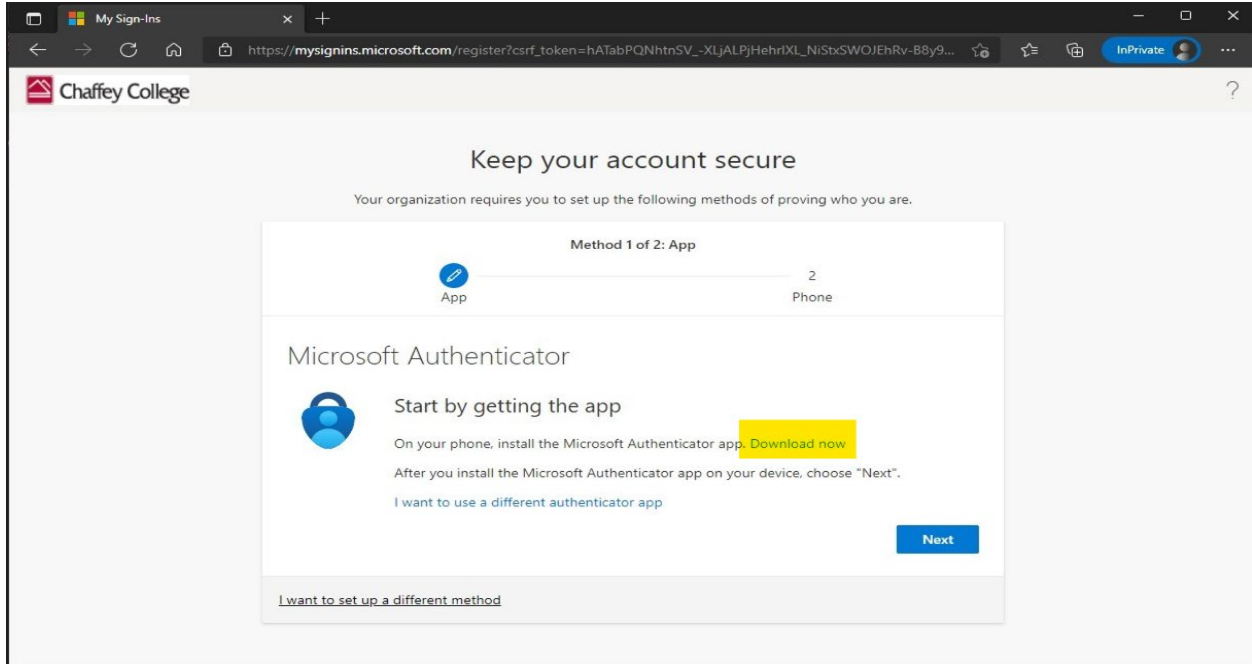 My Sign-Ins
https://mysignins.microsoft.com/register?csrf_token=hATabPQNhtnSV_-XLjALPjHehrIXL_NiStxSWOJEhRv-B8y9...
InPrivate
Chaffey College
?
Keep your account secure
Your organization requires you to set up the following methods of proving who you are.
Method 1 of 2: App
2
App
Phone
Microsoft Authenticator
Start by getting the app
On your phone, install the Microsoft Authenticator app. Download now
After you install the Microsoft Authenticator app on your device, choose "Next".
I want to use a different authenticator app
Next
I want to set up a different method